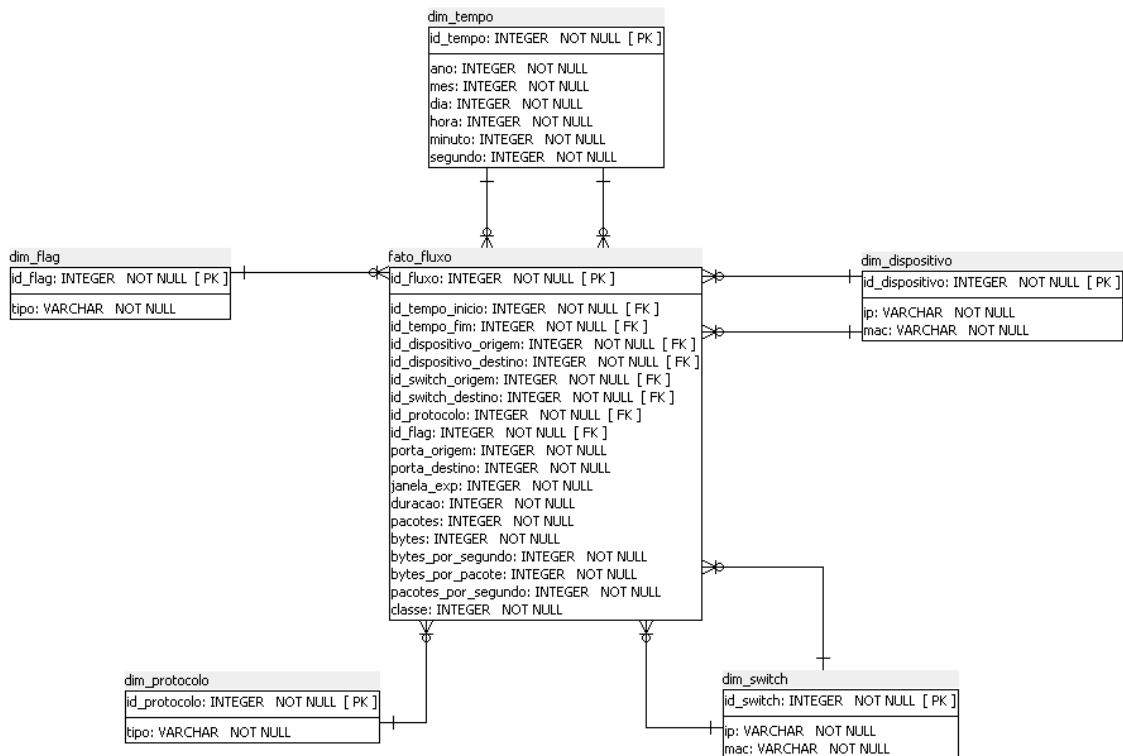 dim_tempo
id_tempo: INTEGER NOT NULL [ PK ]
ano: INTEGER NOT NULL
mes: INTEGER NOT NULL
dia: INTEGER NOT NULL
hora: INTEGER NOT NULL
minuto: INTEGER NOT NULL
segundo: INTEGER NOT NULL
dim_flag
id_flag: INTEGER NOT NULL [ PK ]
tipo: VARCHAR NOT NULL
fato_fluxo
id_fluxo: INTEGER NOT NULL [ PK ]
id_tempo_inicio: INTEGER NOT NULL [ FK ]
id_tempo_fim: INTEGER NOT NULL [ FK ]
id_dispositivo_origem: INTEGER NOT NULL [ FK ]
id_dispositivo_destino: INTEGER NOT NULL [ FK ]
id_switch_origem: INTEGER NOT NULL [ FK ]
id_switch_destino: INTEGER NOT NULL [ FK ]
id_protocolo: INTEGER NOT NULL [ FK ]
id_flag: INTEGER NOT NULL [ FK ]
porta_origem: INTEGER NOT NULL
porta_destino: INTEGER NOT NULL
janela_exp: INTEGER NOT NULL
duracao: INTEGER NOT NULL
pacotes: INTEGER NOT NULL
bytes: INTEGER NOT NULL
bytes_por_segundo: INTEGER NOT NULL
bytes_por_pacote: INTEGER NOT NULL
pacotes_por_segundo: INTEGER NOT NULL
classe: INTEGER NOT NULL
dim_dispositivo
id_dispositivo: INTEGER NOT NULL [ PK ]
ip: VARCHAR NOT NULL
mac: VARCHAR NOT NULL
dim_protocolo
id_protocolo: INTEGER NOT NULL [ PK ]
tipo: VARCHAR NOT NULL
dim_switch
id_switch: INTEGER NOT NULL [ PK ]
ip: VARCHAR NOT NULL
mac: VARCHAR NOT NULL